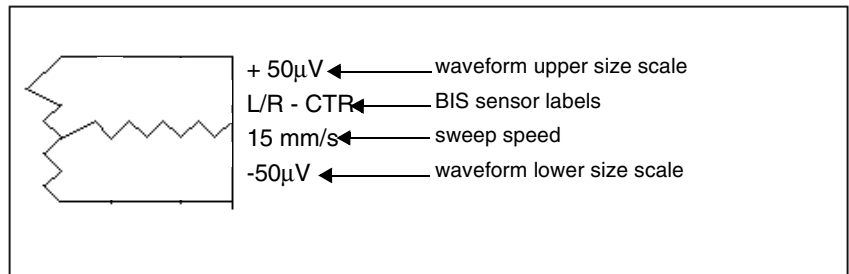 + 50µV waveform upper size scale
L/R - CTR BIS sensor labels
15 mm/s sweep speed
-50µV waveform lower size scale